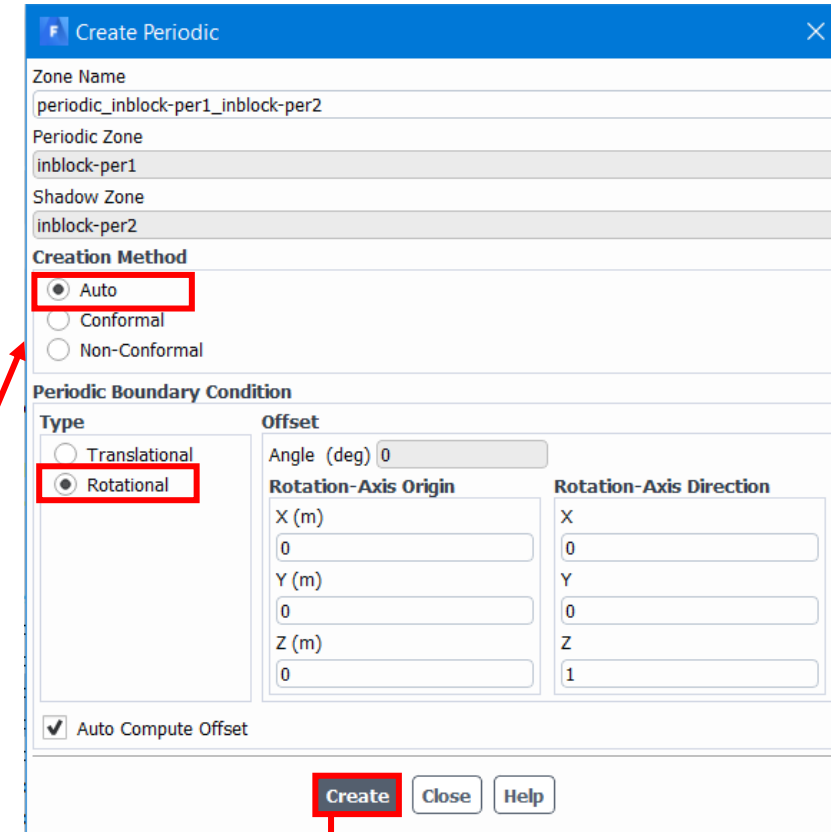 F Create Periodic
Zone Name
periodic_inblock-per1_inblock-per2
Periodic Zone
inblock-per1
Shadow Zone
inblock-per2
Creation Method
Auto
Conformal
Non-Conformal
Periodic Boundary Condition
Type
Translational
Rotational
Offset
Angle (deg) 0
Rotation-Axis Origin
X (m)
0
Y (m)
0
Z (m)
0
Rotation-Axis Direction
X
0
Y
0
Z
1
Auto Compute Offset
Create Close Help